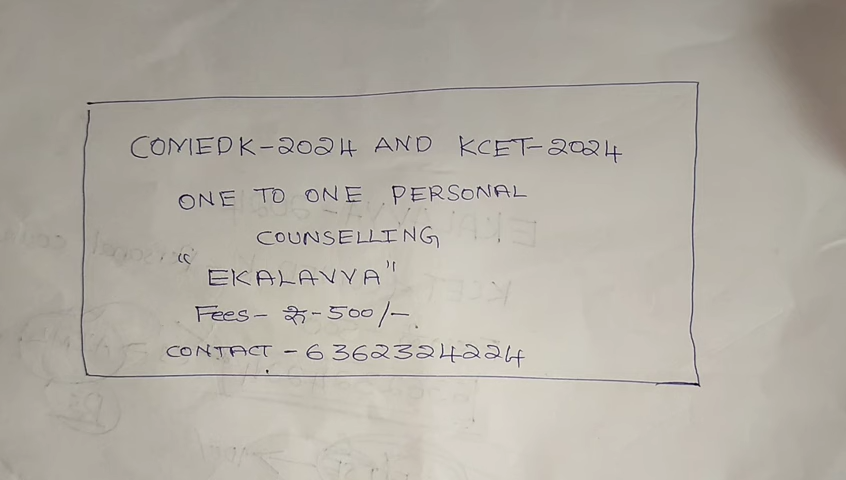 COMEDK-2024 AND KCET-2024
ONE TO ONE PERSONAL
COUNSELLING
"EKALAVYA"
Fees - रू-500/-
CONTACT - 6362324224